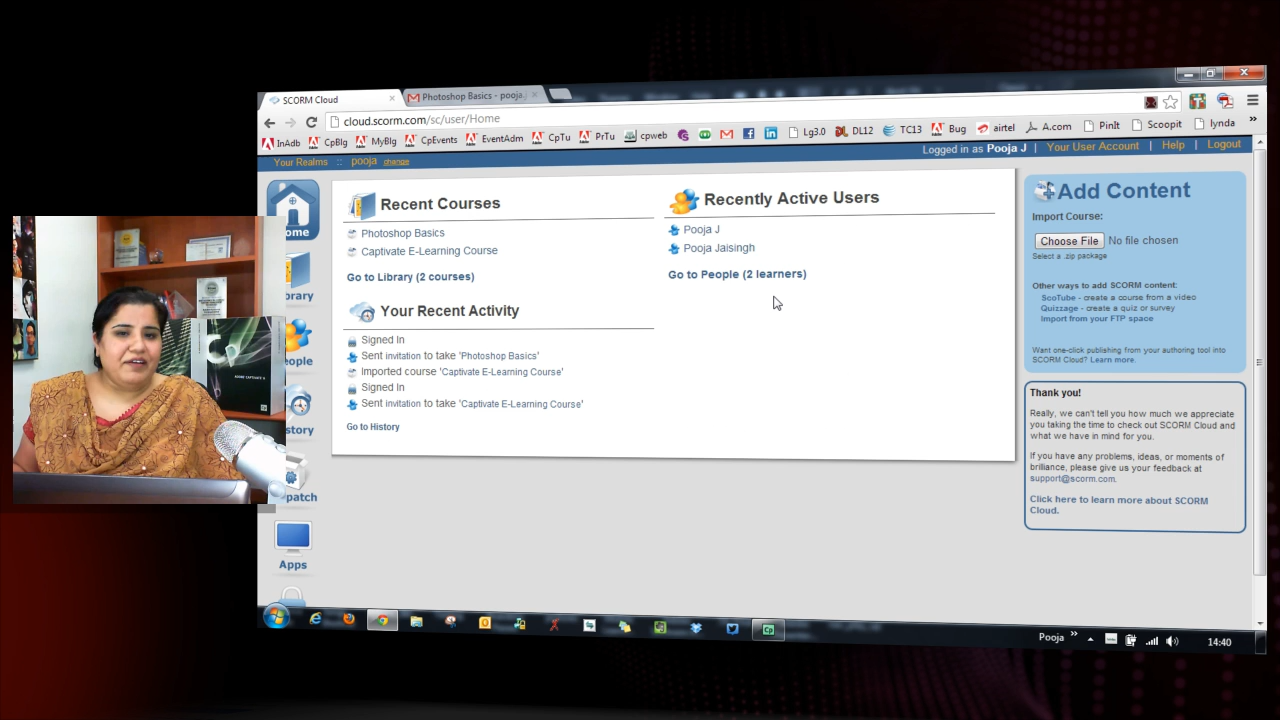 SCORM Cloud
Photoshop Basics - pooja.j
cloud.scorm.com/sc/user/Home
InAdb CpBlg MyBlg CpEvents EventAdm CpTu PrTu cpweb Lg3.0 DL12 TC13 Bug airtel A.com PinIt Scoopit lynda »
Your Realms :: pooja change
Logged in as Pooja J | Your User Account | Help | Logout
ome
brary
eople
story
patch
Apps
Recent Courses
Photoshop Basics
Captivate E-Learning Course
Go to Library (2 courses)
Your Recent Activity
Signed In
Sent invitation to take 'Photoshop Basics'
Imported course 'Captivate E-Learning Course'
Signed In
Sent invitation to take 'Captivate E-Learning Course'
Go to History
Recently Active Users
Pooja J
Pooja Jaisingh
Go to People (2 learners)
Add Content
Import Course:
Choose File No file chosen
Select a .zip package
Other ways to add SCORM content:
ScoTube - create a course from a video
Quizzage - create a quiz or survey
Import from your FTP space
Want one-click publishing from your authoring tool into
SCORM Cloud? Learn more.
Thank you!
Really, we can't tell you how much we appreciate
you taking the time to check out SCORM Cloud and
what we have in mind for you.
If you have any problems, ideas, or moments of
brilliance, please give us your feedback at
support@scorm.com.
Click here to learn more about SCORM
Cloud.
Pooja »
14:40